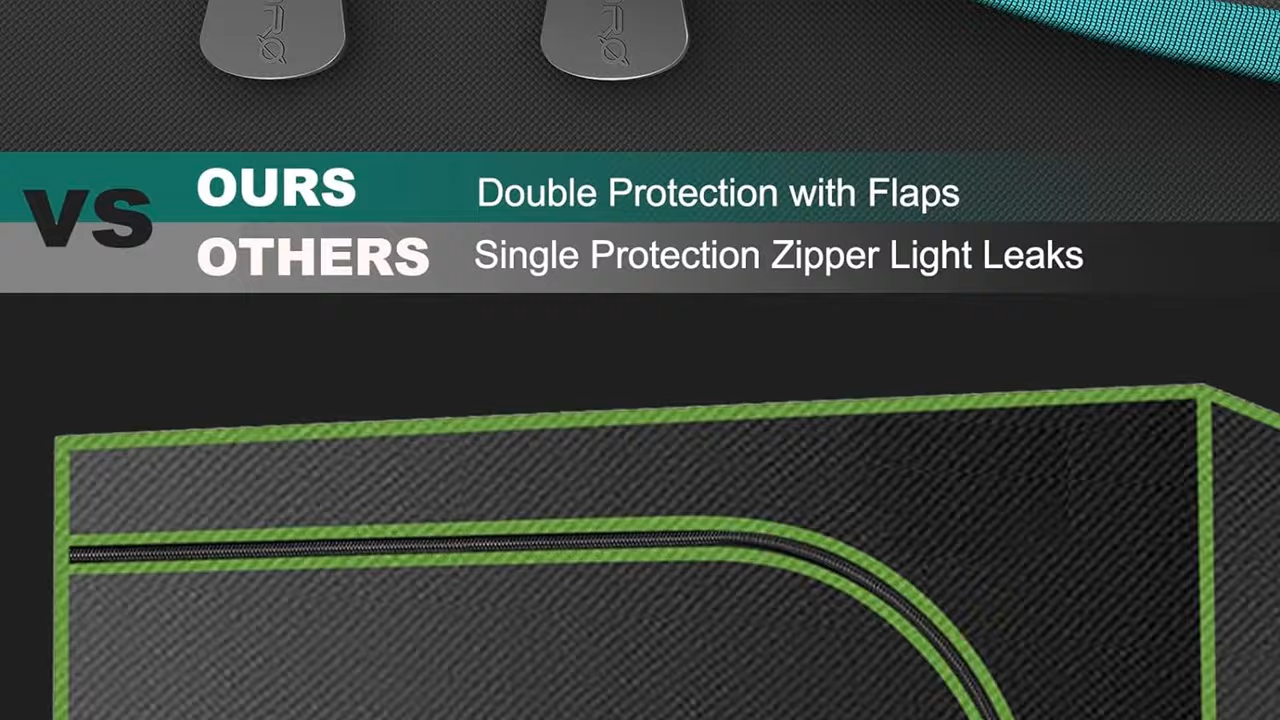 VS
OURS Double Protection with Flaps
OTHERS Single Protection Zipper Light Leaks